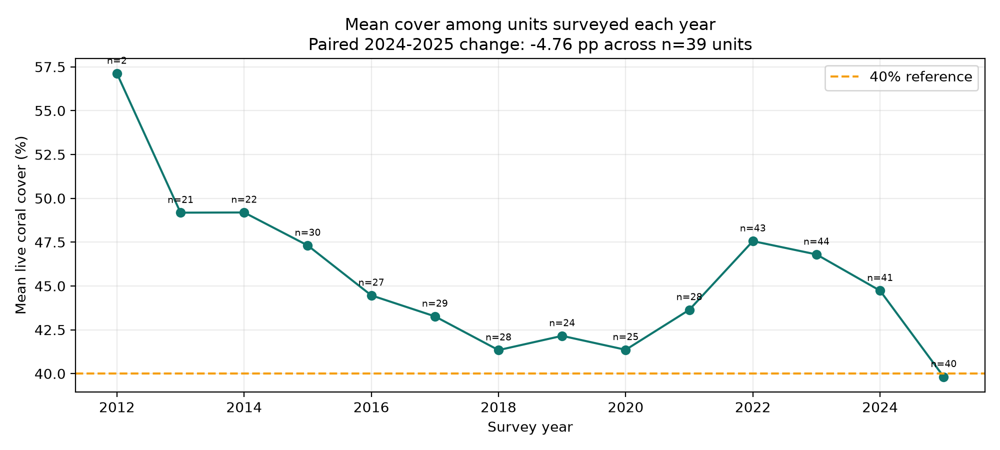 Mean cover among units surveyed each year
Paired 2024-2025 change: -4.76 pp across n=39 units
40% reference
Mean live coral cover (%)
57.5
55.0
52.5
50.0
47.5
45.0
42.5
40.0
n=2
n=21
n=22
n=30
n=27
n=29
n=28
n=24
n=25
n=28
n=43
n=44
n=41
n=40
2012
2014
2016
2018
2020
2022
2024
Survey year